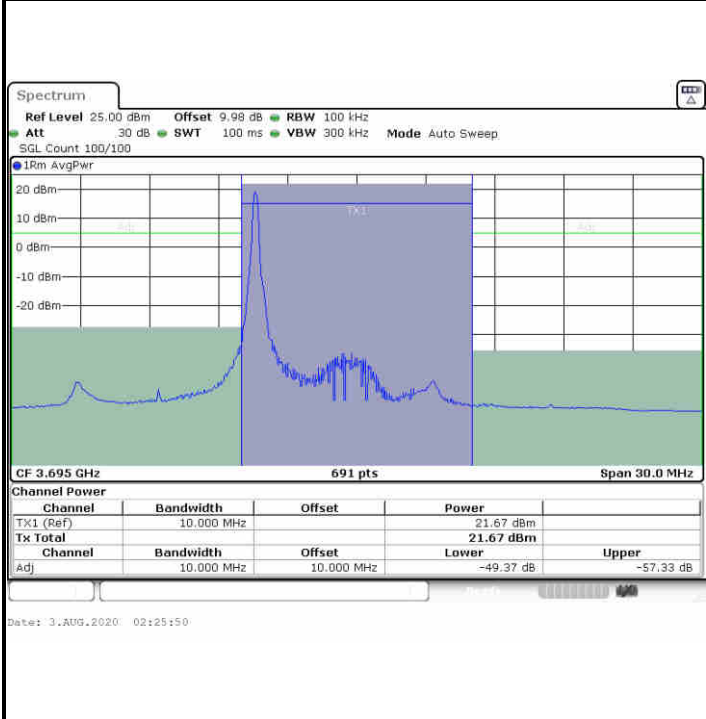 Spectrum
Ref Level 25.00 dBm Offset 9.98 dB RBW 100 kHz
Att 30 dB SWT 100 ms VBW 300 kHz Mode Auto Sweep
SGL Count 100/100
1Rm AvgPwr
20 dBm
TX1
10 dBm
Adj Adj
0 dBm
-10 dBm
-20 dBm
CF 3.695 GHz 691 pts Span 30.0 MHz
Channel Power
Channel Bandwidth Offset Power
TX1 (Ref) 10.000 MHz 21.67 dBm
Tx Total 21.67 dBm
Channel Bandwidth Offset Lower Upper
Adj 10.000 MHz 10.000 MHz -49.37 dB -57.33 dB
Date: 3.AUG.2020 02:25:50